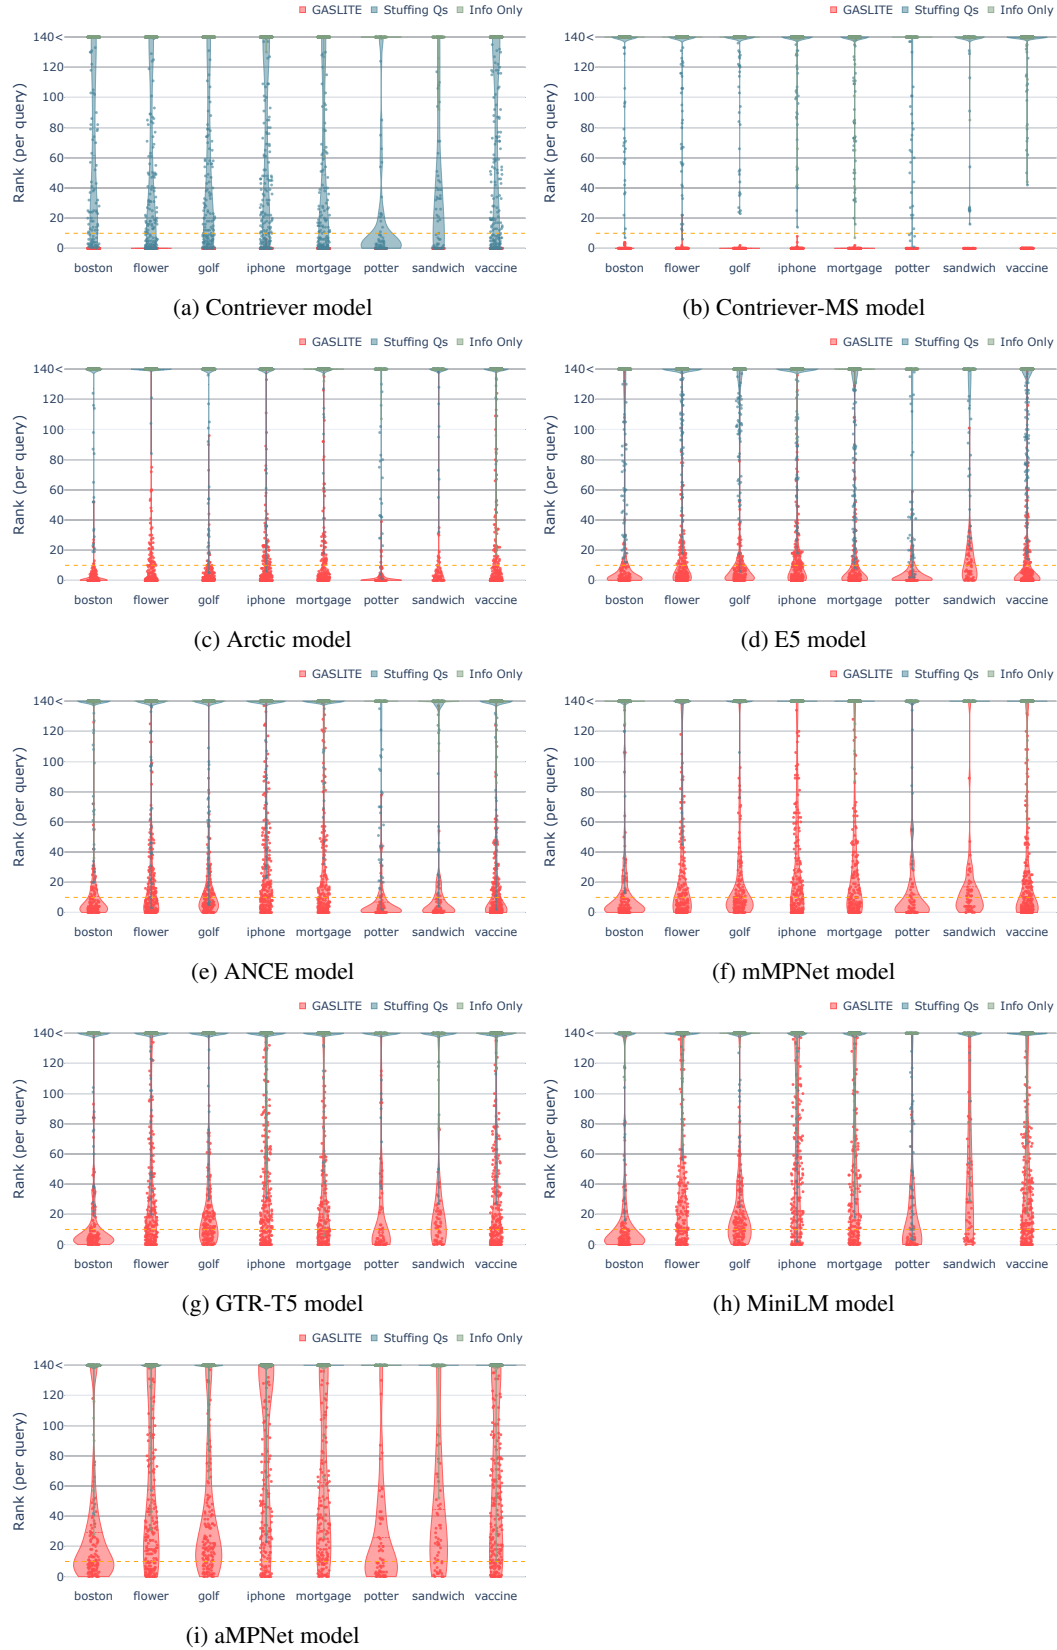 GASLITE Stuffing Qs Info Only
Rank (per query)
140<
120
100
80
60
40
20
0
boston flower golf iphone mortgage potter sandwich vaccine
(a) Contriever model
GASLITE Stuffing Qs Info Only
Rank (per query)
140<
120
100
80
60
40
20
0
boston flower golf iphone mortgage potter sandwich vaccine
(b) Contriever-MS model
GASLITE Stuffing Qs Info Only
Rank (per query)
140<
120
100
80
60
40
20
0
boston flower golf iphone mortgage potter sandwich vaccine
(c) Arctic model
GASLITE Stuffing Qs Info Only
Rank (per query)
140<
120
100
80
60
40
20
0
boston flower golf iphone mortgage potter sandwich vaccine
(d) E5 model
GASLITE Stuffing Qs Info Only
Rank (per query)
140<
120
100
80
60
40
20
0
boston flower golf iphone mortgage potter sandwich vaccine
(e) ANCE model
GASLITE Stuffing Qs Info Only
Rank (per query)
140<
120
100
80
60
40
20
0
boston flower golf iphone mortgage potter sandwich vaccine
(f) mMPNet model
GASLITE Stuffing Qs Info Only
Rank (per query)
140<
120
100
80
60
40
20
0
boston flower golf iphone mortgage potter sandwich vaccine
(g) GTR-T5 model
GASLITE Stuffing Qs Info Only
Rank (per query)
140<
120
100
80
60
40
20
0
boston flower golf iphone mortgage potter sandwich vaccine
(h) MiniLM model
GASLITE Stuffing Qs Info Only
Rank (per query)
140<
120
100
80
60
40
20
0
boston flower golf iphone mortgage potter sandwich vaccine
(i) aMPNet model